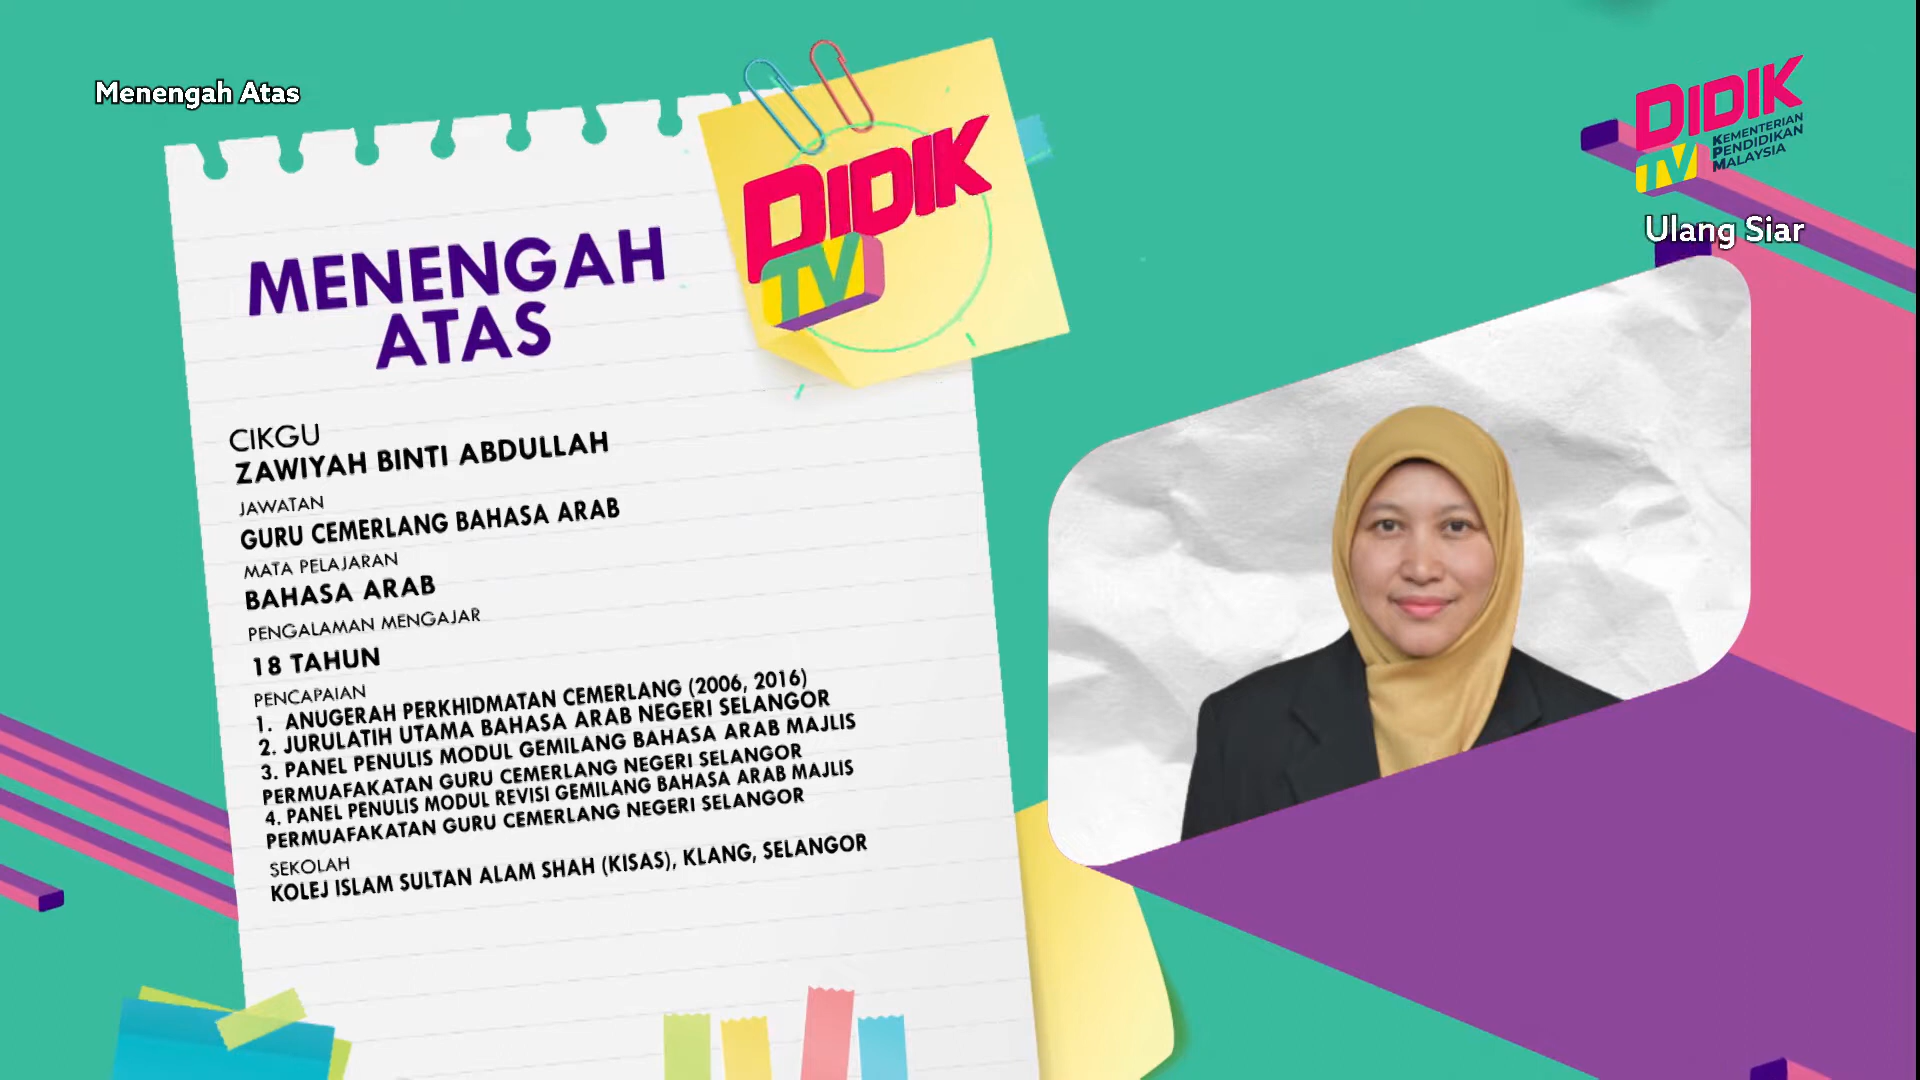 Menengah Atas
DIDIK
TV
KEMENTERIAN
PENDIDIKAN
MALAYSIA
Ulang Siar
DIDIK
TV
MENENGAH
ATAS
CIKGU
ZAWIYAH BINTI ABDULLAH
JAWATAN
GURU CEMERLANG BAHASA ARAB
MATA PELAJARAN
BAHASA ARAB
PENGALAMAN MENGAJAR
18 TAHUN
PENCAPAIAN
1. ANUGERAH PERKHIDMATAN CEMERLANG (2006, 2016)
2. JURULATIH UTAMA BAHASA ARAB NEGERI SELANGOR
3. PANEL PENULIS MODUL GEMILANG BAHASA ARAB MAJLIS
PERMUAFAKATAN GURU CEMERLANG NEGERI SELANGOR
4. PANEL PENULIS MODUL REVISI GEMILANG BAHASA ARAB MAJLIS
PERMUAFAKATAN GURU CEMERLANG NEGERI SELANGOR
SEKOLAH
KOLEJ ISLAM SULTAN ALAM SHAH (KISAS), KLANG, SELANGOR